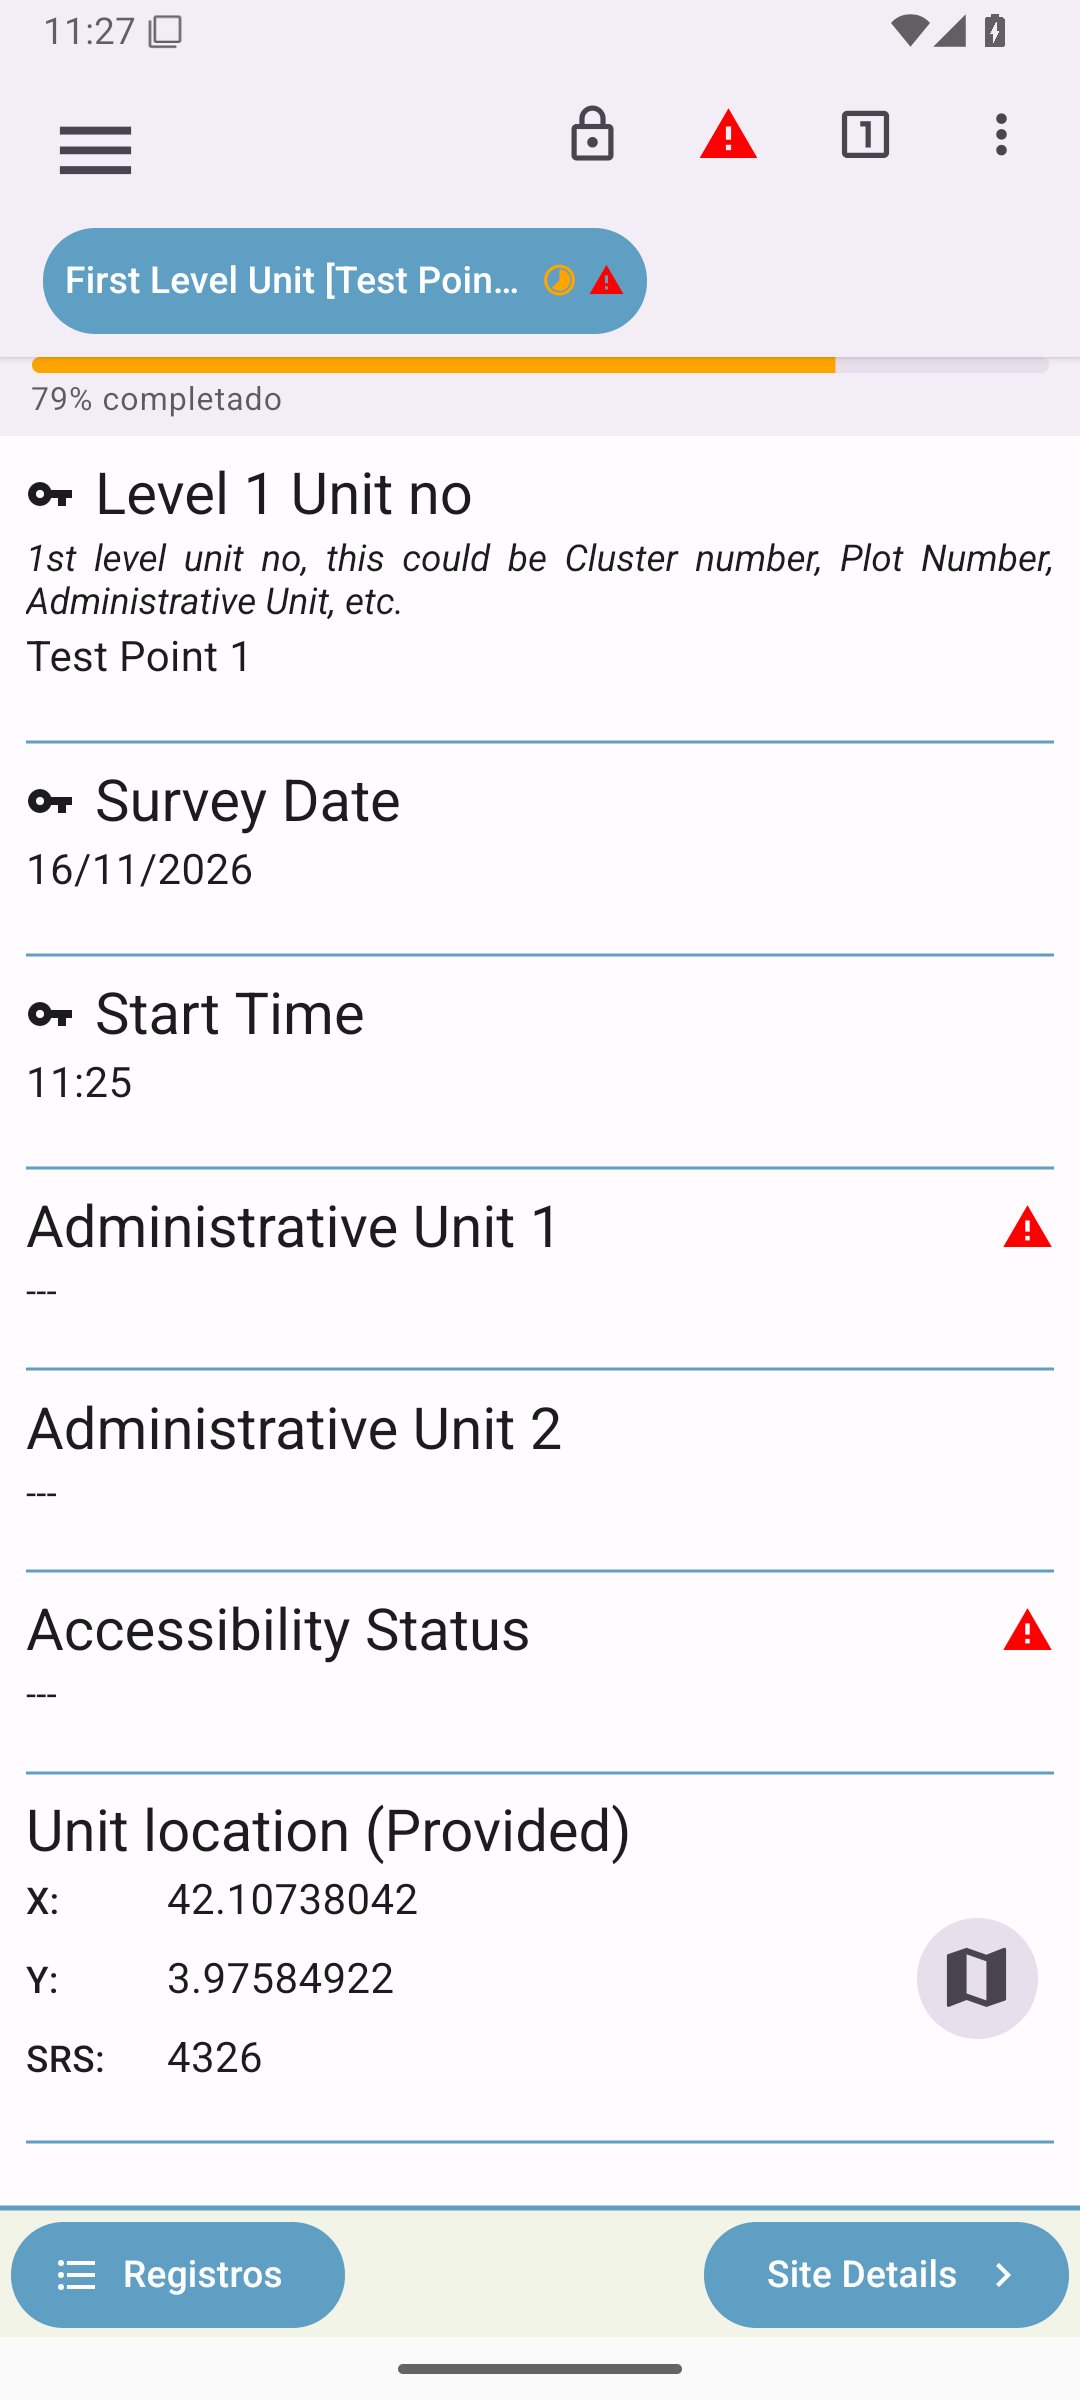 11:27
1
First Level Unit [Test Poin...
79% completado
Level 1 Unit no
1st level unit no, this could be Cluster number, Plot Number,
Administrative Unit, etc.
Test Point 1
Survey Date
16/11/2026
Start Time
11:25
Administrative Unit 1
---
Administrative Unit 2
---
Accessibility Status
---
Unit location (Provided)
X: 42.10738042
Y: 3.97584922
SRS: 4326
Registros
Site Details